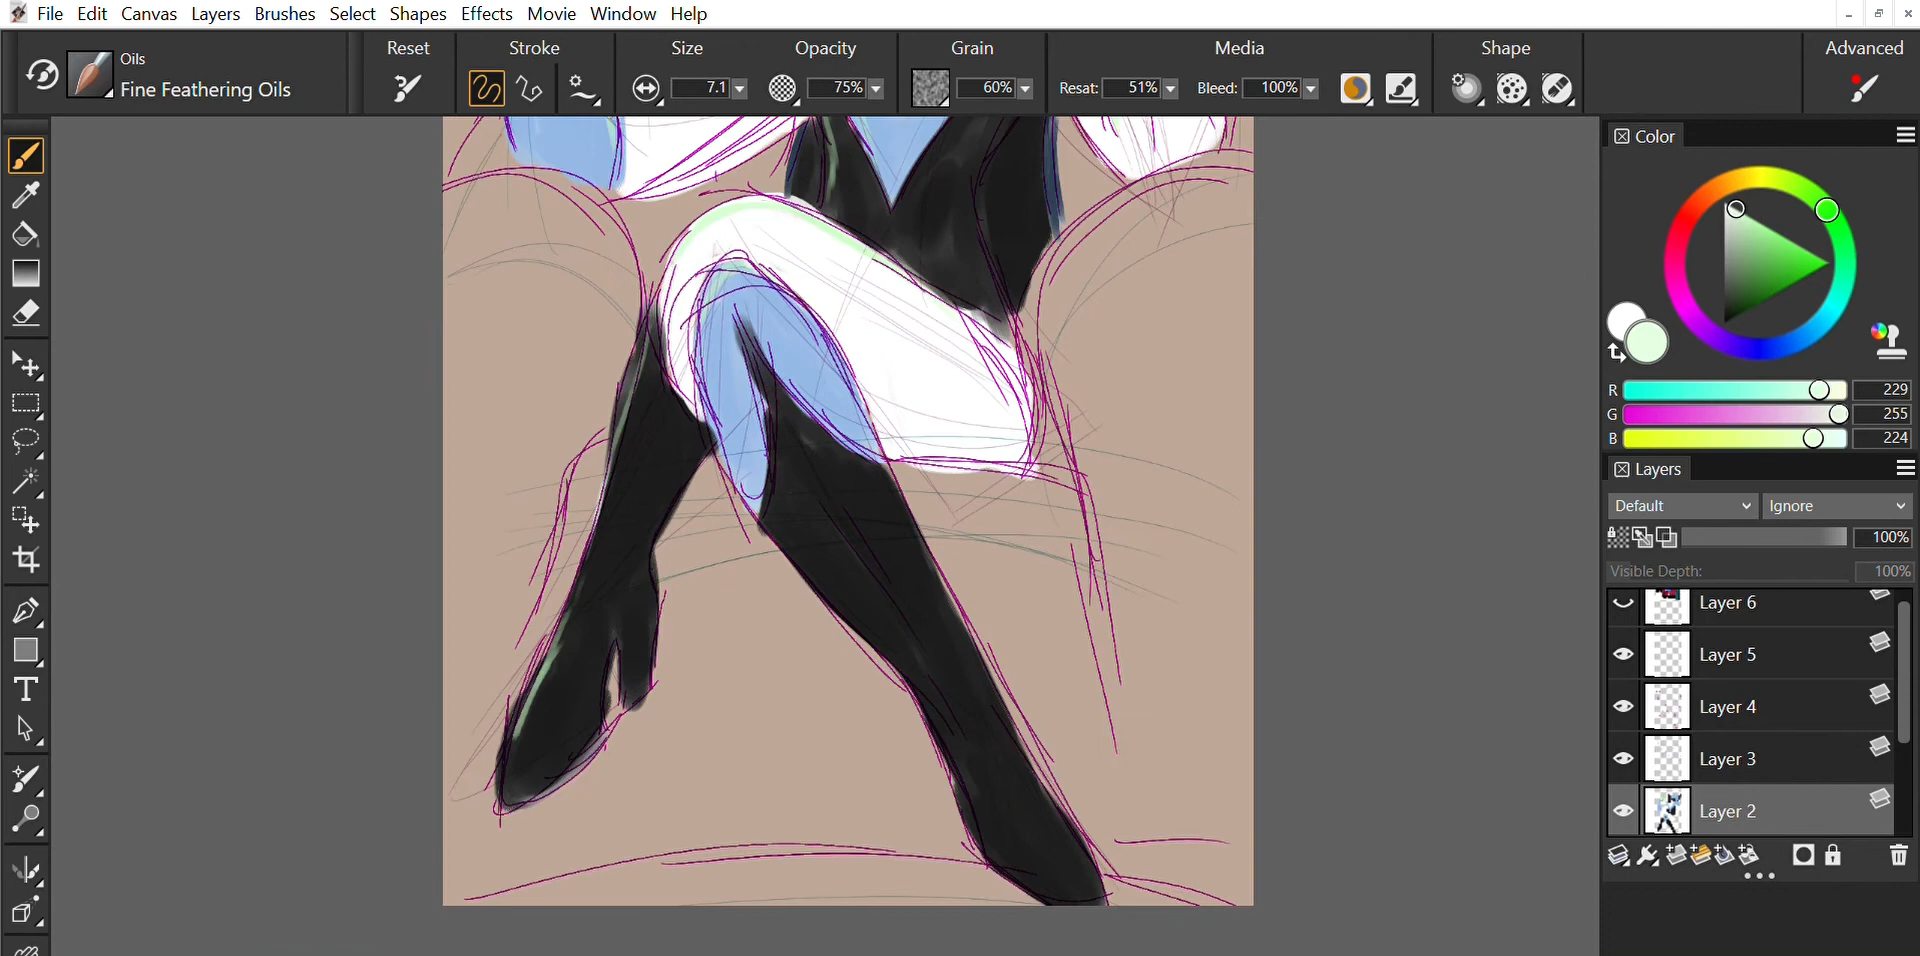 File Edit Canvas Layers Brushes Select Shapes Effects Movie Window Help
Oils
Fine Feathering Oils
Reset Stroke Size Opacity Grain Media Shape Advanced
7.1 75% 60% Resat: 51% Bleed: 100%
Color
R 229
G 255
B 224
Layers
Default Ignore
100%
Visible Depth: 100%
Layer 6
Layer 5
Layer 4
Layer 3
Layer 2